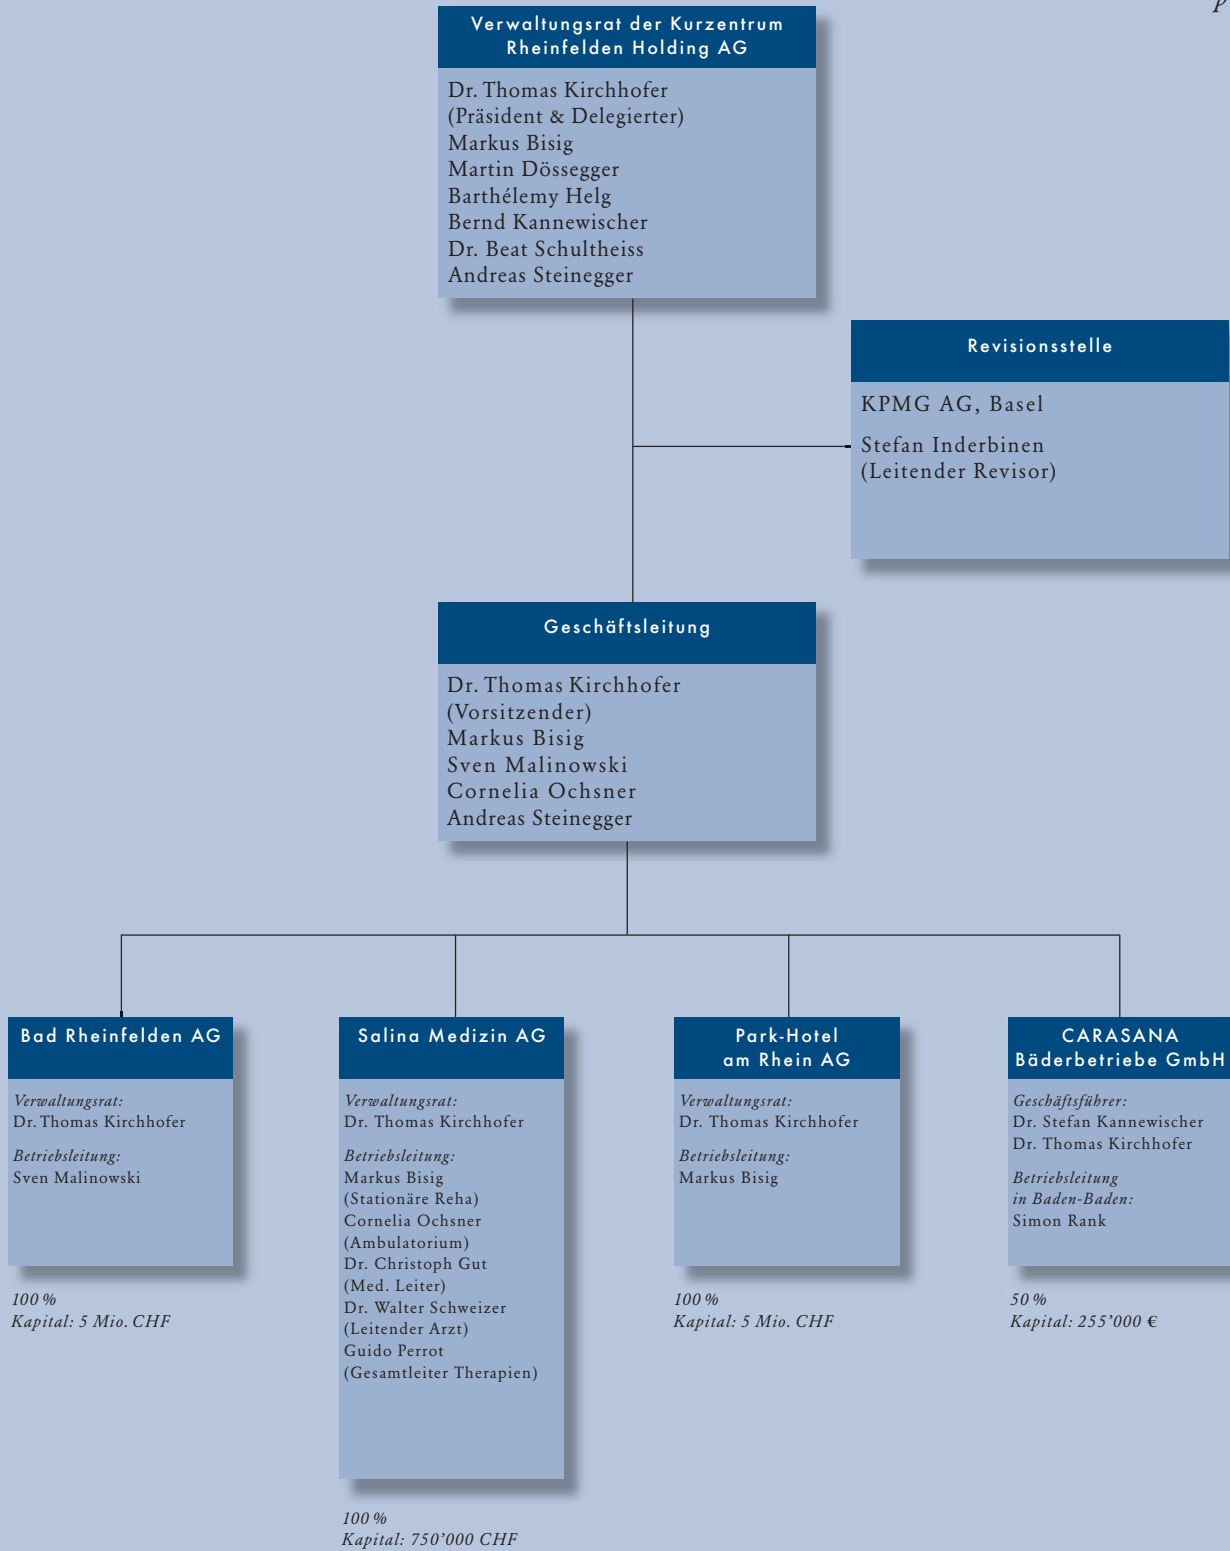 Verwaltungsrat der Kurzentrum
Rheinfelden Holding AG
Dr. Thomas Kirchhofer
(Präsident & Delegierter)
Markus Bisig
Martin Dössegger
Barthélemy Helg
Bernd Kannewischer
Dr. Beat Schultheiss
Andreas Steinegger
Revisionsstelle
KPMG AG, Basel
Stefan Inderbinen
(Leitender Revisor)
Geschäftsleitung
Dr. Thomas Kirchhofer
(Vorsitzender)
Markus Bisig
Sven Malinowski
Cornelia Ochsner
Andreas Steinegger
Bad Rheinfelden AG
Verwaltungsrat:
Dr. Thomas Kirchhofer
Betriebsleitung:
Sven Malinowski
100 %
Kapital: 5 Mio. CHF
Salina Medizin AG
Verwaltungsrat:
Dr. Thomas Kirchhofer
Betriebsleitung:
Markus Bisig
(Stationäre Reha)
Cornelia Ochsner
(Ambulatorium)
Dr. Christoph Gut
(Med. Leiter)
Dr. Walter Schweizer
(Leitender Arzt)
Guido Perrot
(Gesamtleiter Therapien)
100 %
Kapital: 750’000 CHF
Park-Hotel
am Rhein AG
Verwaltungsrat:
Dr. Thomas Kirchhofer
Betriebsleitung:
Markus Bisig
100 %
Kapital: 5 Mio. CHF
CARASANA
Bäderbetriebe GmbH
Geschäftsführer:
Dr. Stefan Kannewischer
Dr. Thomas Kirchhofer
Betriebsleitung
in Baden-Baden:
Simon Rank
50 %
Kapital: 255’000 €